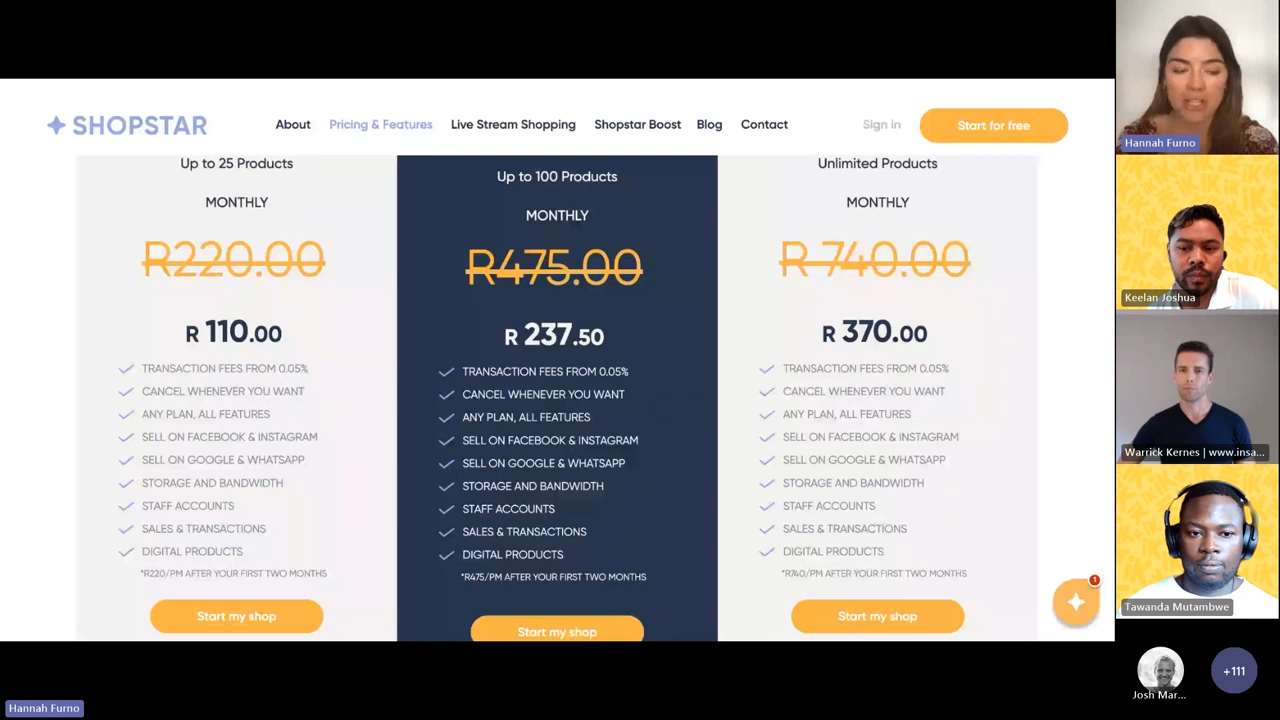 SHOPSTAR
About
Pricing & Features
Live Stream Shopping
Shopstar Boost
Blog
Contact
Sign in
Start for free
Up to 25 Products
MONTHLY
R220.00
R 110.00
TRANSACTION FEES FROM 0.05%
CANCEL WHENEVER YOU WANT
ANY PLAN, ALL FEATURES
SELL ON FACEBOOK & INSTAGRAM
SELL ON GOOGLE & WHATSAPP
STORAGE AND BANDWIDTH
STAFF ACCOUNTS
SALES & TRANSACTIONS
DIGITAL PRODUCTS
*R220/PM AFTER YOUR FIRST TWO MONTHS
Start my shop
Up to 100 Products
MONTHLY
R475.00
R 237.50
TRANSACTION FEES FROM 0.05%
CANCEL WHENEVER YOU WANT
ANY PLAN, ALL FEATURES
SELL ON FACEBOOK & INSTAGRAM
SELL ON GOOGLE & WHATSAPP
STORAGE AND BANDWIDTH
STAFF ACCOUNTS
SALES & TRANSACTIONS
DIGITAL PRODUCTS
*R475/PM AFTER YOUR FIRST TWO MONTHS
Start my shop
Unlimited Products
MONTHLY
R 740.00
R 370.00
TRANSACTION FEES FROM 0.05%
CANCEL WHENEVER YOU WANT
ANY PLAN, ALL FEATURES
SELL ON FACEBOOK & INSTAGRAM
SELL ON GOOGLE & WHATSAPP
STORAGE AND BANDWIDTH
STAFF ACCOUNTS
SALES & TRANSACTIONS
DIGITAL PRODUCTS
*R740/PM AFTER YOUR FIRST TWO MONTHS
Start my shop
1
Hannah Furno
Keelan Joshua
Warrick Kernes | www.insa...
Tawanda Mutambwe
Josh Mar...
+111
Hannah Furno